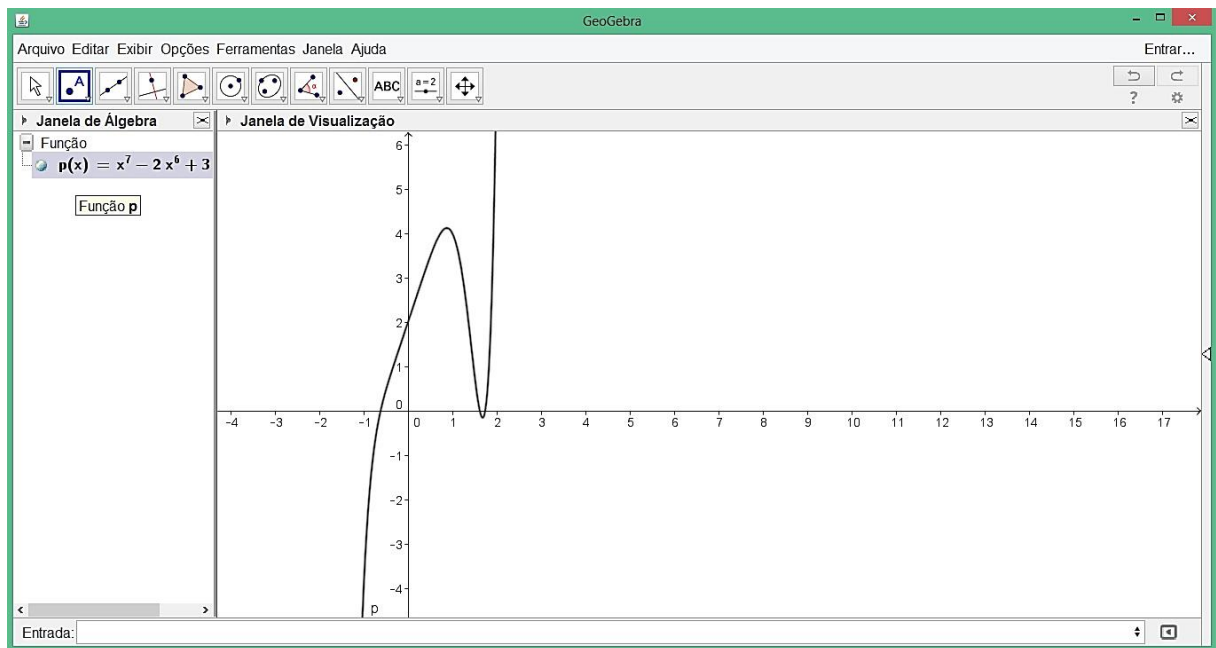 GeoGebra
Arquivo Editar Exibir Opções Ferramentas Janela Ajuda
Entrar...
A
ABC
a=2
?
Janela de Álgebra
Janela de Visualização
Função
p(x) = x⁷ − 2 x⁶ + 3
Função p
6
5
4
3
2
1
0
−1
−2
−3
−4
−4 −3 −2 −1 0 1 2 3 4 5 6 7 8 9 10 11 12 13 14 15 16 17
p
Entrada: